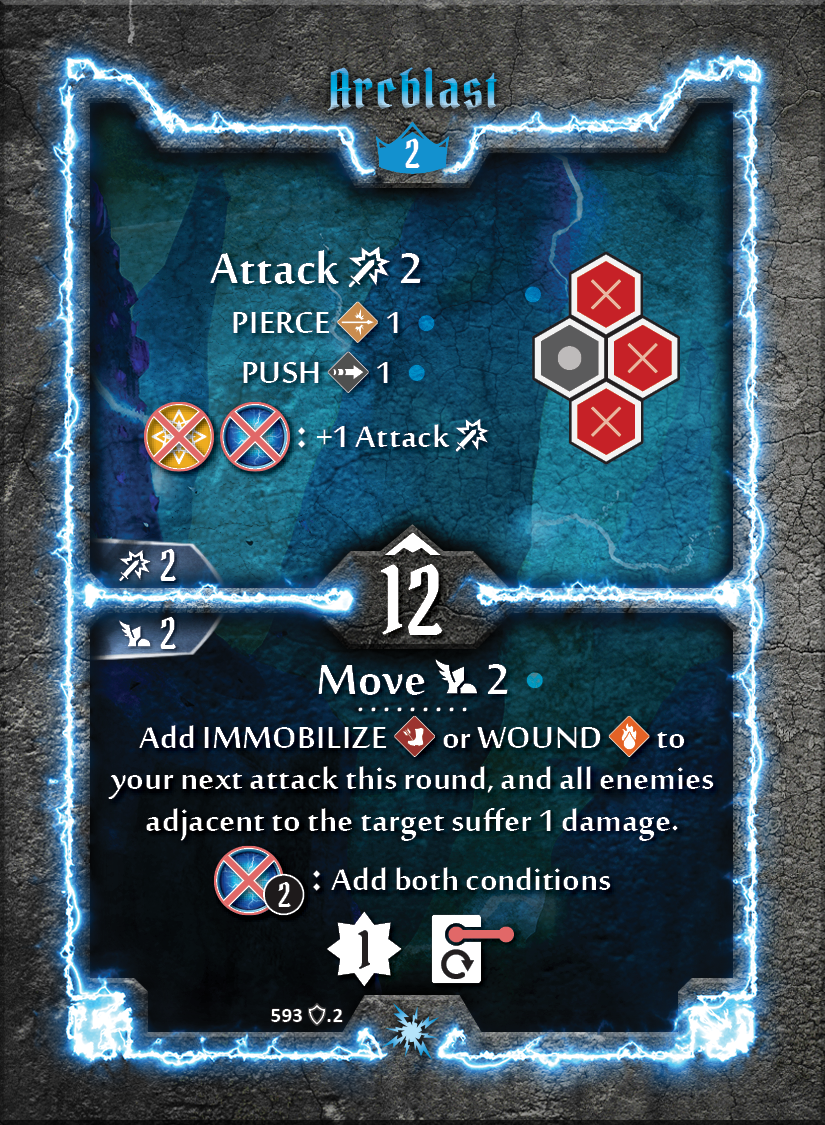 Arcblast
2
Attack 2
PIERCE 1
PUSH 1
: +1 Attack
2
12
2
Move 2
Add IMMOBILIZE or WOUND to
your next attack this round, and all enemies
adjacent to the target suffer 1 damage.
2 : Add both conditions
1
593 .2